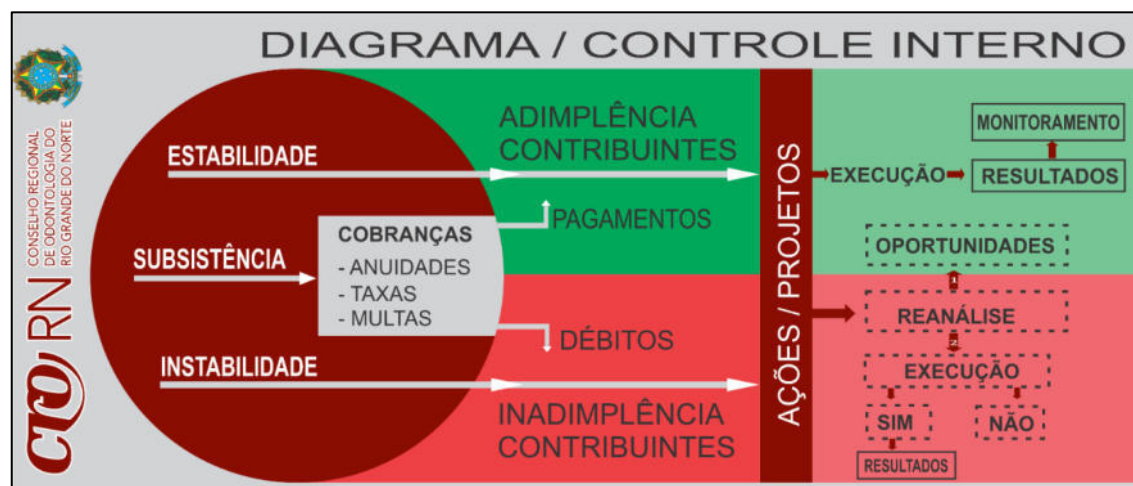 DIAGRAMA / CONTROLE INTERNO
cro RN
CONSELHO REGIONAL
DE ODONTOLOGIA DO
RIO GRANDE DO NORTE
ESTABILIDADE
ADIMPLÊNCIA
CONTRIBUINTES
PAGAMENTOS
SUBSISTÊNCIA
COBRANÇAS
- ANUIDADES
- TAXAS
- MULTAS
DÉBITOS
INSTABILIDADE
INADIMPLÊNCIA
CONTRIBUINTES
AÇÕES / PROJETOS
EXECUÇÃO
MONITORAMENTO
RESULTADOS
OPORTUNIDADES
1
REANÁLISE
2
EXECUÇÃO
SIM
NÃO
RESULTADOS